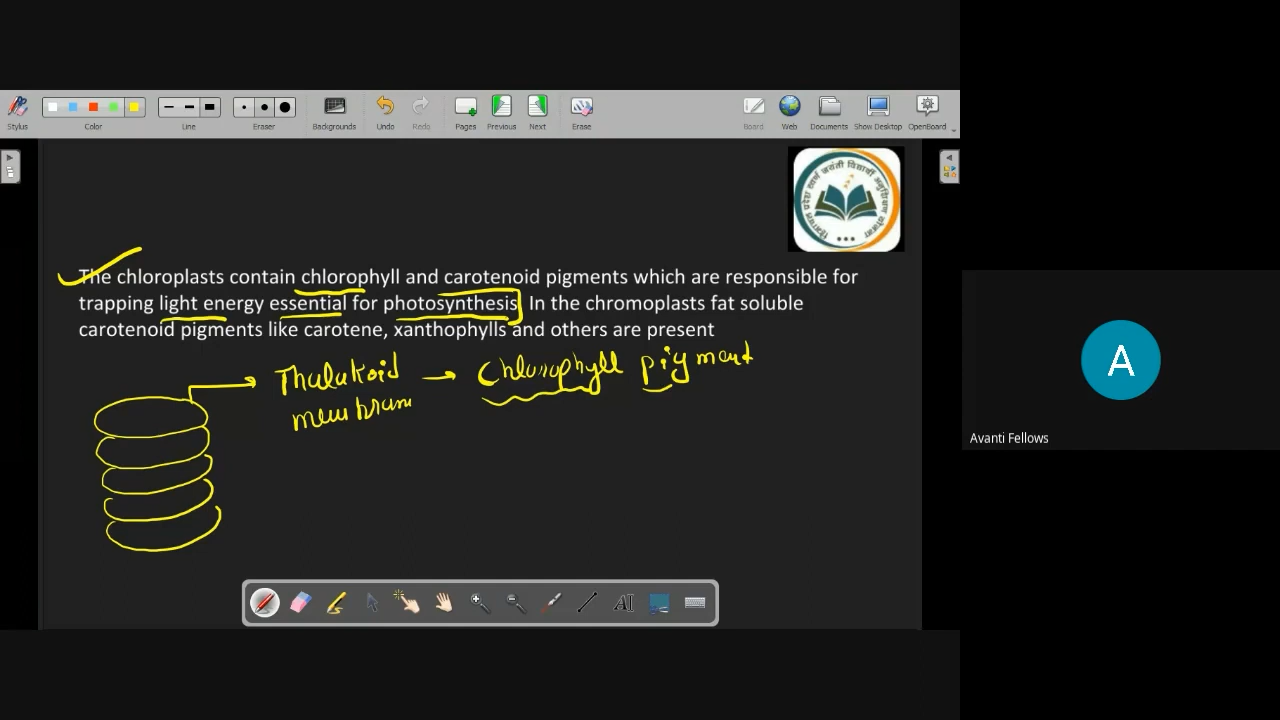 Stylus
Color
Line
Eraser
Backgrounds
Undo
Redo
Pages
Previous
Next
Erase
Board
Web
Documents
Show Desktop
OpenBoard
The chloroplasts contain chlorophyll and carotenoid pigments which are responsible for
trapping light energy essential for photosynthesis. In the chromoplasts fat soluble
carotenoid pigments like carotene, xanthophylls and others are present
Thalakoid → Chlorophyll pigment
membrane
A
Avanti Fellows